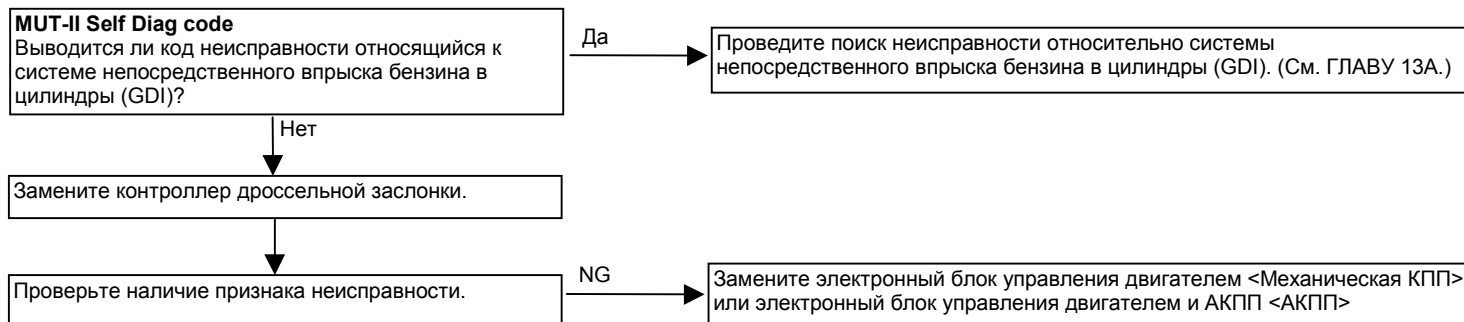 MUT-II Self Diag code
Выводится ли код неисправности относящийся к
системе непосредственного впрыска бензина в
цилиндры (GDI)?
Да
Проведите поиск неисправности относительно системы
непосредственного впрыска бензина в цилиндры (GDI). (См. ГЛАВУ 13А.)
Нет
Замените контроллер дроссельной заслонки.
Проверьте наличие признака неисправности.
NG
Замените электронный блок управления двигателем <Механическая КПП>
или электронный блок управления двигателем и АКПП <АКПП>